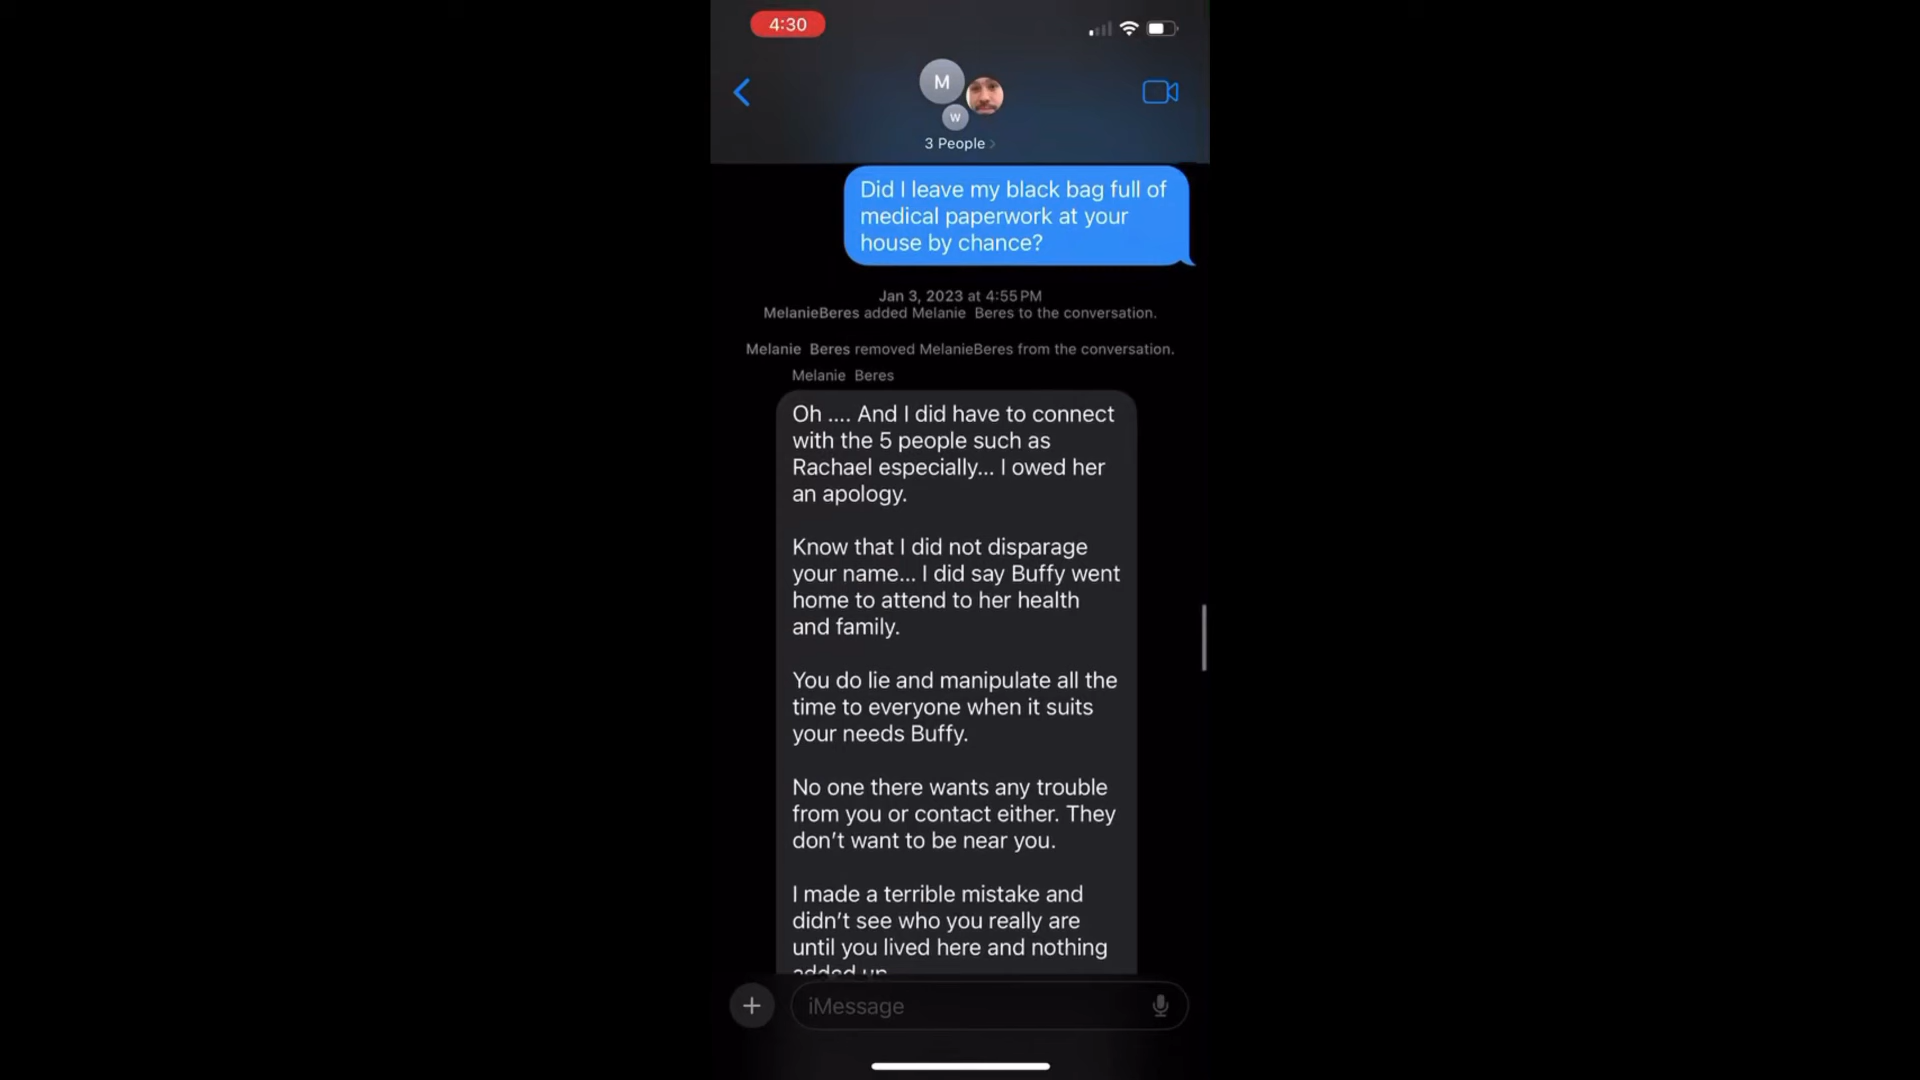 4:30
M
W
3 People
Did I leave my black bag full of
medical paperwork at your
house by chance?
Jan 3, 2023 at 4:55 PM
MelanieBeres added Melanie Beres to the conversation.
Melanie Beres removed MelanieBeres from the conversation.
Melanie Beres
Oh .... And I did have to connect
with the 5 people such as
Rachael especially... I owed her
an apology.
Know that I did not disparage
your name... I did say Buffy went
home to attend to her health
and family.
You do lie and manipulate all the
time to everyone when it suits
your needs Buffy.
No one there wants any trouble
from you or contact either. They
don't want to be near you.
I made a terrible mistake and
didn't see who you really are
until you lived here and nothing
added up
iMessage